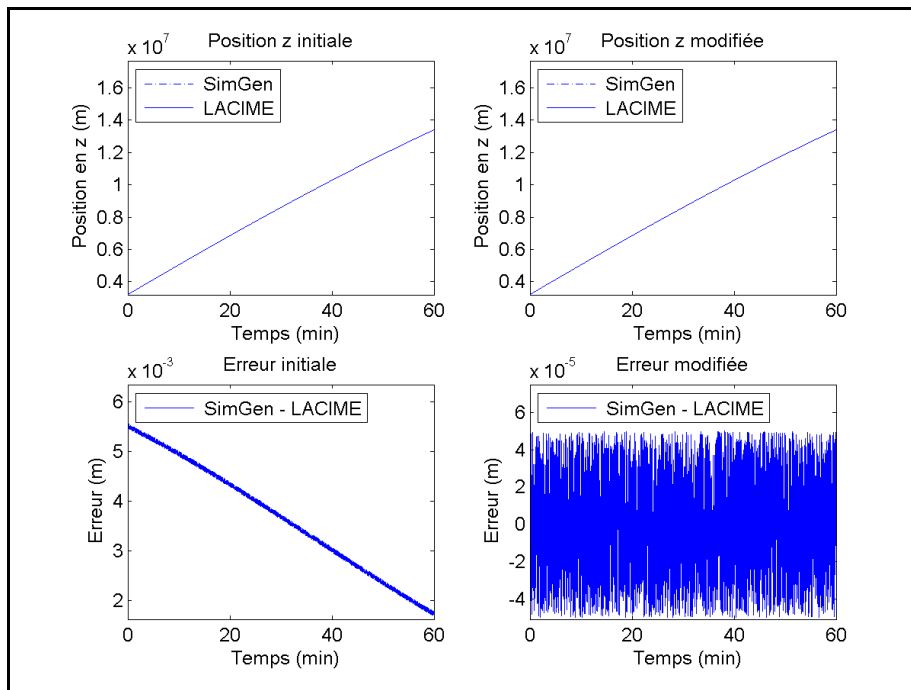 Position z initiale
x 10^7
SimGen
LACIME
Position en z (m)
1.6
1.4
1.2
1
0.8
0.6
0.4
0
20
40
60
Temps (min)
Position z modifiée
x 10^7
SimGen
LACIME
Position en z (m)
1.6
1.4
1.2
1
0.8
0.6
0.4
0
20
40
60
Temps (min)
Erreur initiale
x 10^-3
SimGen - LACIME
Erreur (m)
6
5
4
3
2
0
20
40
60
Temps (min)
Erreur modifiée
x 10^-5
SimGen - LACIME
Erreur (m)
6
4
2
0
-2
-4
0
20
40
60
Temps (min)